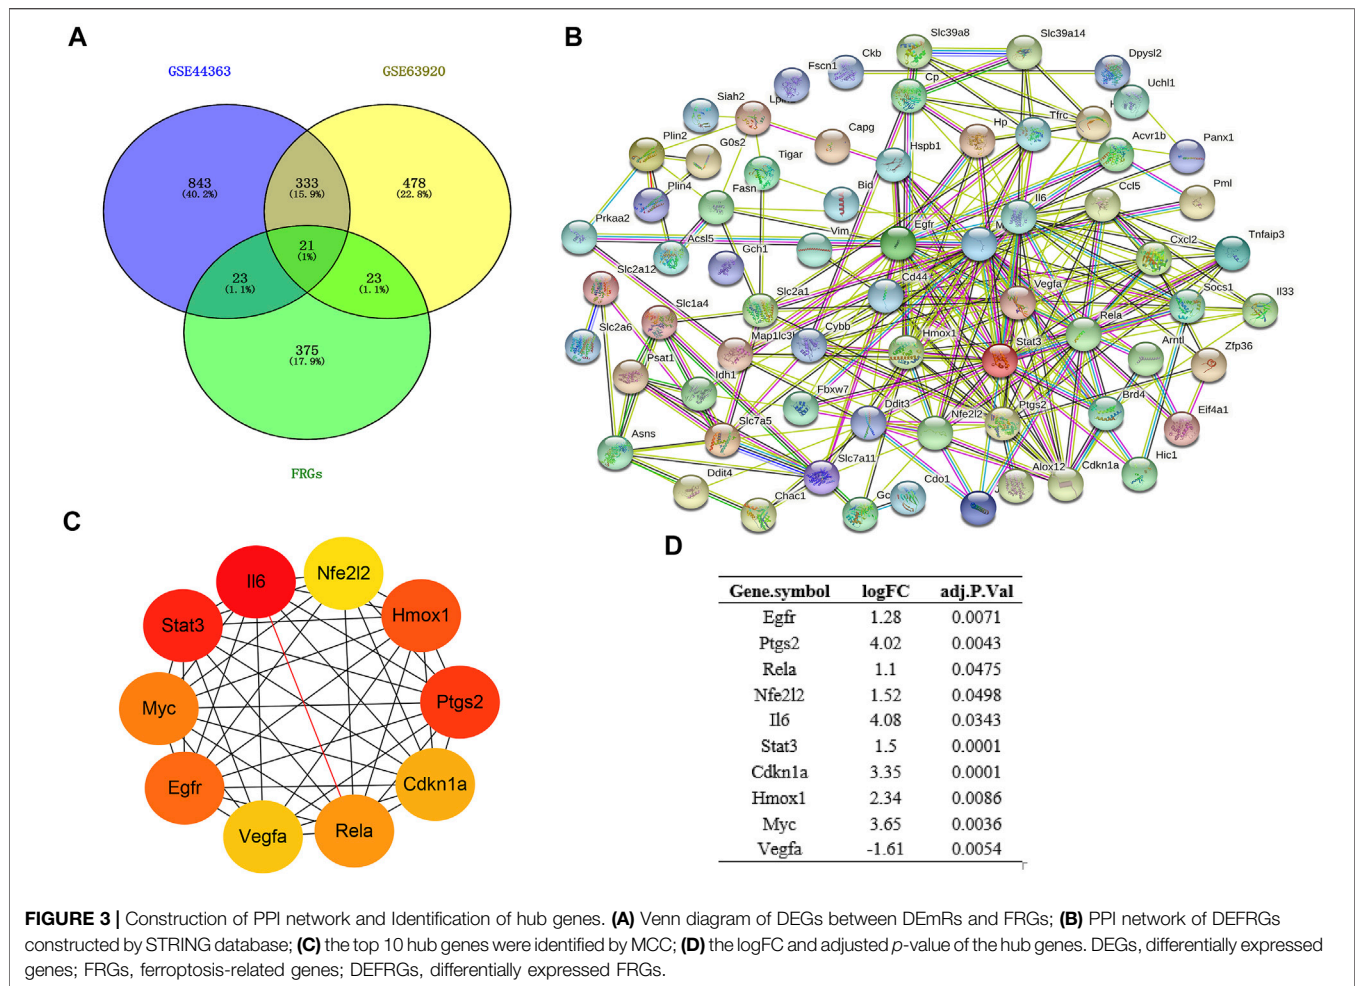 A
GSE44363
GSE63920
843
(40.2%)
333
(15.9%)
478
(22.8%)
21
(1%)
23
(1.1%)
23
(1.1%)
375
(17.9%)
FRGs
B
Slc39a8
Slc39a14
Ckb
Fscn1
Dpysl2
Cp
Uchl1
Siah2
Tfrc
Hp
Capg
Acvr1b
Panx1
Plin2
G0s2
Tigar
Hspb1
Ccl5
Pml
Plin4
Fasn
Bid
Il6
Prkaa2
Vim
Egfr
Cxcl2
Tnfaip3
Acsl5
Gch1
Slc2a12
Cd44
Vegfa
Socs1
Il33
Slc1a4
Slc2a1
Rela
Slc2a6
Map1lc3b
Cybb
Hmox1
Stat3
Arntl
Zfp36
Psat1
Idh1
Fbxw7
Ddit3
Nfe2l2
Ptgs2
Brd4
Eif4a1
Slc7a5
Asns
Slc7a11
Alox12
Cdkn1a
Hic1
Ddit4
Chac1
Cdo1
C
Il6
Nfe2l2
Stat3
Hmox1
Myc
Ptgs2
Egfr
Cdkn1a
Vegfa
Rela
D
Gene.symbol logFC adj.P.Val
Egfr 1.28 0.0071
Ptgs2 4.02 0.0043
Rela 1.1 0.0475
Nfe2l2 1.52 0.0498
Il6 4.08 0.0343
Stat3 1.5 0.0001
Cdkn1a 3.35 0.0001
Hmox1 2.34 0.0086
Myc 3.65 0.0036
Vegfa -1.61 0.0054
FIGURE 3 | Construction of PPI network and Identification of hub genes. (A) Venn diagram of DEGs between DEmRs and FRGs; (B) PPI network of DEFRGs
constructed by STRING database; (C) the top 10 hub genes were identified by MCC; (D) the logFC and adjusted p-value of the hub genes. DEGs, differentially expressed
genes; FRGs, ferroptosis-related genes; DEFRGs, differentially expressed FRGs.